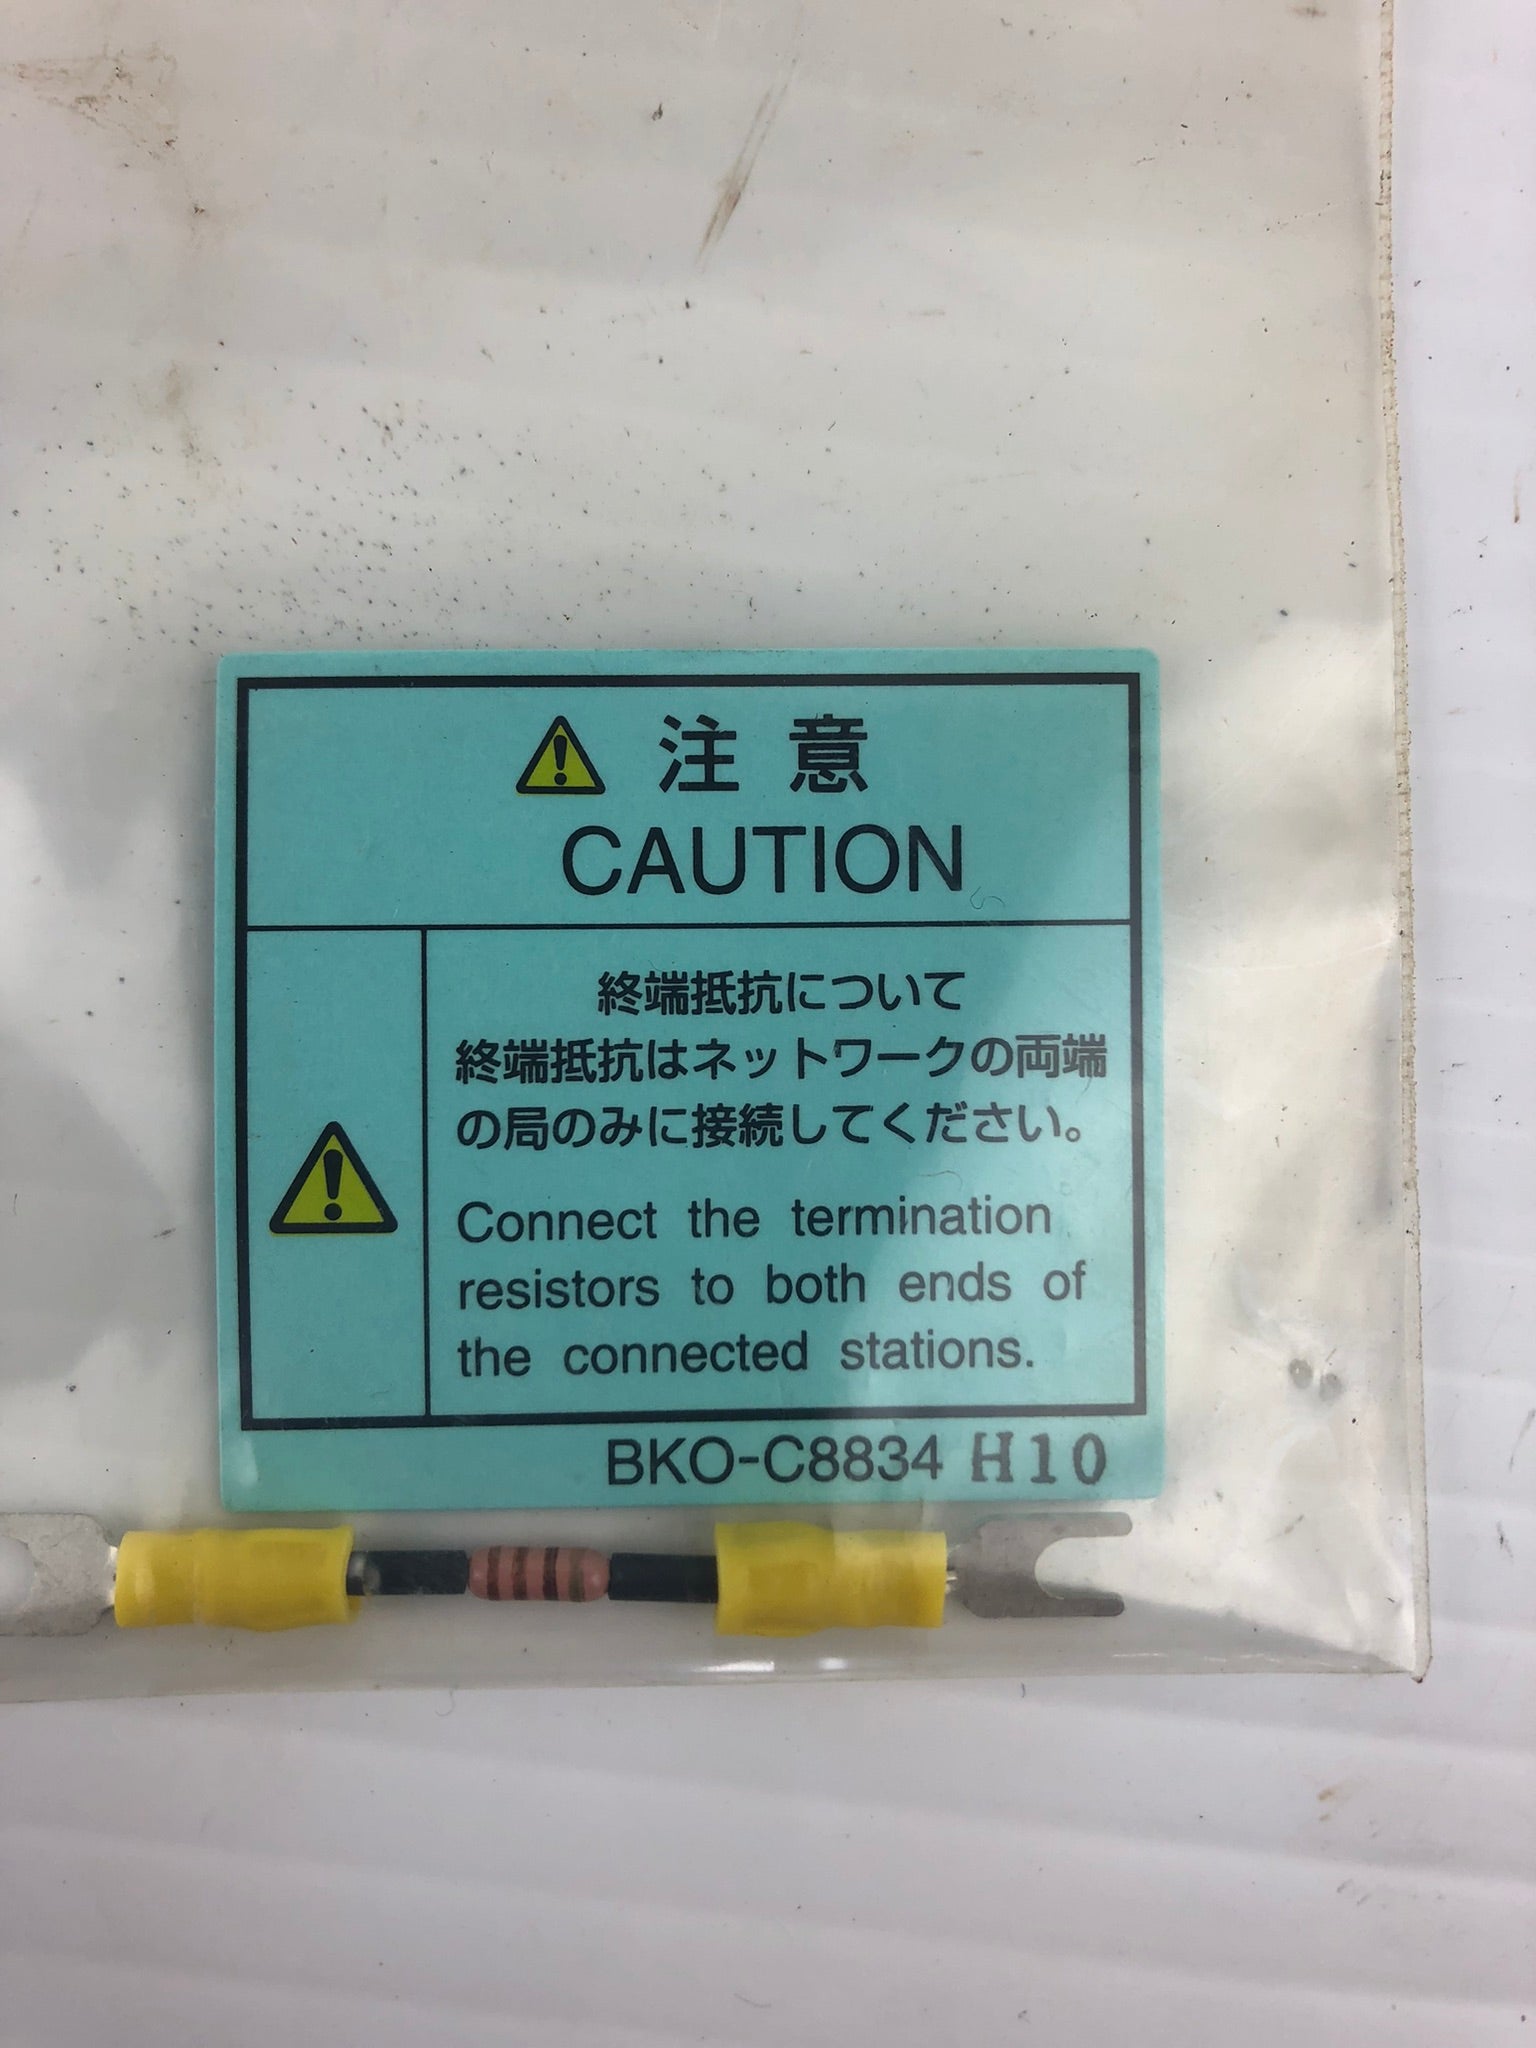 注意
CAUTION
終端抵抗について
終端抵抗はネットワークの両端
の局のみに接続してください。
Connect the termination
resistors to both ends of
the connected stations.
BKO-C8834 H10